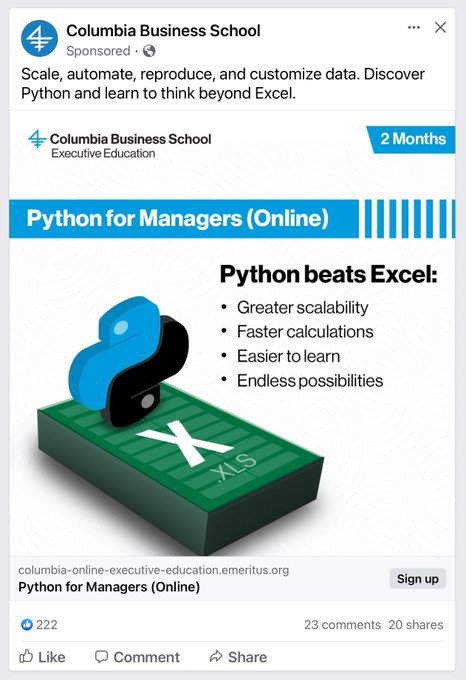 Columbia Business School
Sponsored ·
Scale, automate, reproduce, and customize data. Discover
Python and learn to think beyond Excel.
Columbia Business School
Executive Education
2 Months
Python for Managers (Online)
Python beats Excel:
• Greater scalability
• Faster calculations
• Easier to learn
• Endless possibilities
X
.XLS
columbia-online-executive-education.emeritus.org
Python for Managers (Online)
Sign up
222
23 comments 20 shares
Like Comment Share